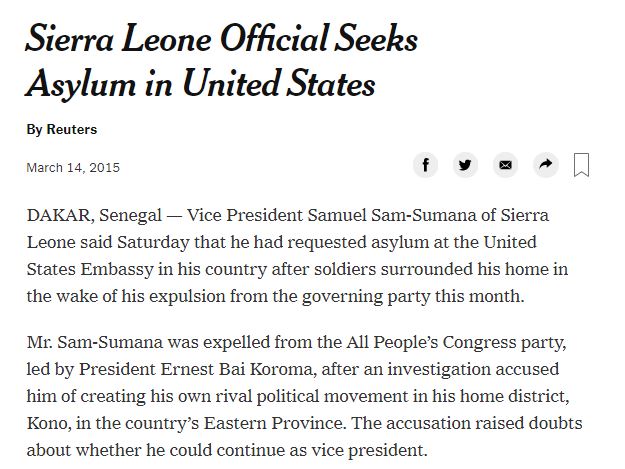 Sierra Leone Official Seeks
Asylum in United States
By Reuters
March 14, 2015
DAKAR, Senegal — Vice President Samuel Sam-Sumana of Sierra
Leone said Saturday that he had requested asylum at the United
States Embassy in his country after soldiers surrounded his home in
the wake of his expulsion from the governing party this month.
Mr. Sam-Sumana was expelled from the All People’s Congress party,
led by President Ernest Bai Koroma, after an investigation accused
him of creating his own rival political movement in his home district,
Kono, in the country’s Eastern Province. The accusation raised doubts
about whether he could continue as vice president.